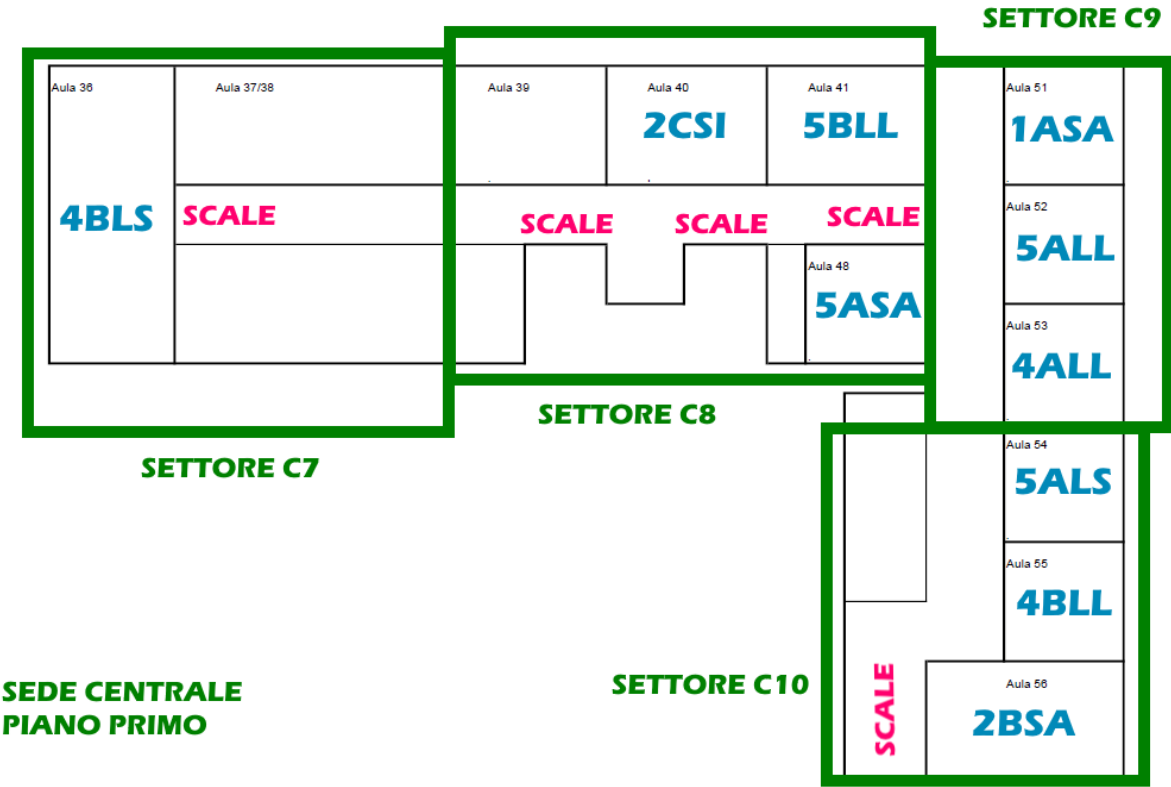 SETTORE C9
Aula 36
Aula 37/38
Aula 39
Aula 40
Aula 41
Aula 51
2CSI
5BLL
1ASA
4BLS
SCALE
SCALE
SCALE
SCALE
Aula 52
5ALL
Aula 48
5ASA
Aula 53
4ALL
SETTORE C8
SETTORE C7
Aula 54
5ALS
Aula 55
4BLL
SETTORE C10
SCALE
Aula 56
2BSA
SEDE CENTRALE
PIANO PRIMO